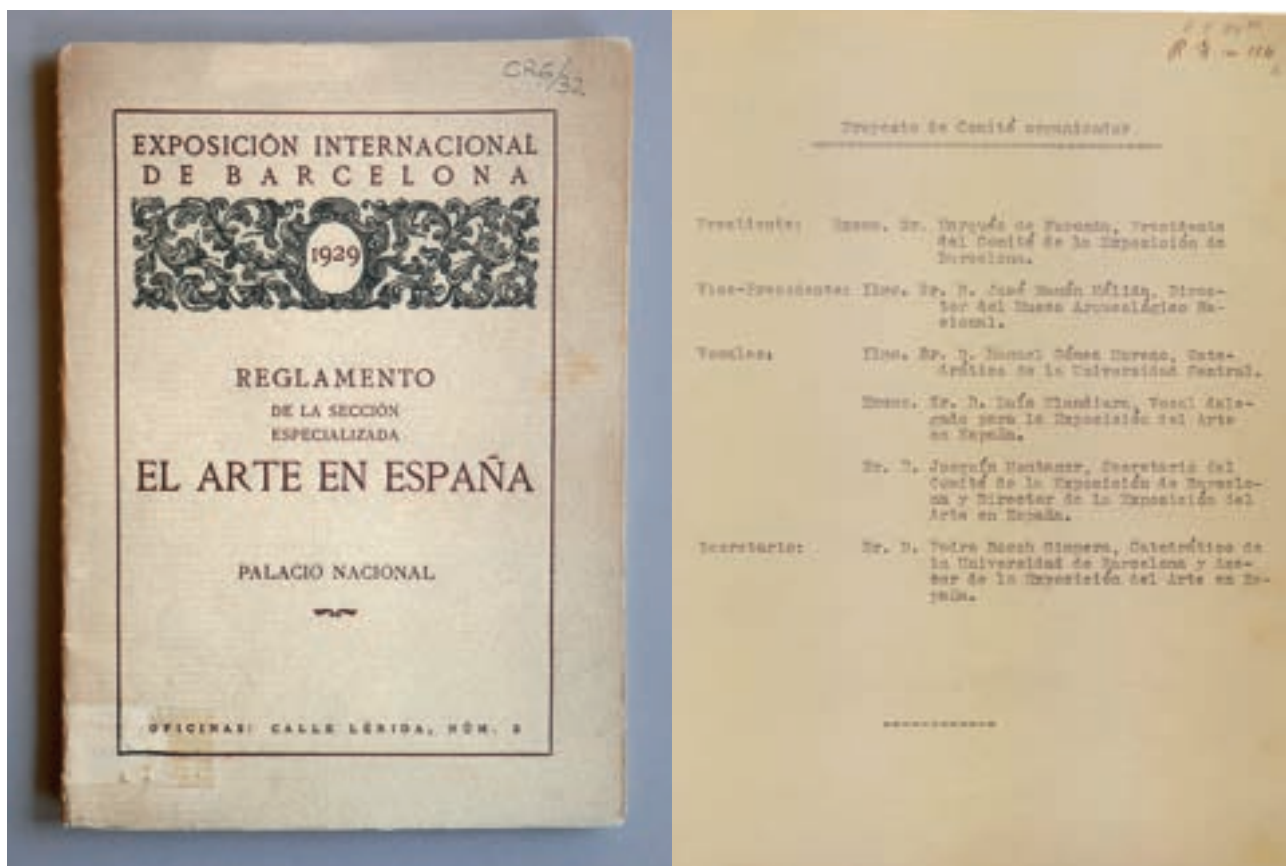 CRG/32
EXPOSICIÓN INTERNACIONAL
DE BARCELONA
1929
REGLAMENTO
DE LA SECCIÓN
ESPECIALIZADA
EL ARTE EN ESPAÑA
PALACIO NACIONAL
OFICINAS: CALLE LÉRIDA, NÚM. 2
Proyecto de Comité organizador
Presidente: Excmo. Sr. Marqués de Foronda, Presidente
del Comité de la Exposición de
Barcelona.
Vice-Presidente: Ilmo. Sr. D. José Ramón Mélida, Direc-
tor del Museo Arqueológico Na-
cional.
Vocales: Ilmo. Sr. D. Manuel Gómez Moreno, Cate-
drático de la Universidad Central.
Excmo. Sr. D. Luís Plandiura, Vocal dele-
gado para la Exposición del Arte
en España.
Sr. D. Joaquín Montaner, Secretario del
Comité de la Exposición de Barcelo-
na y Director de la Exposición del
Arte en España.
Secretario: Sr. D. Pedro Bosch Gimpera, Catedrático de
la Universidad de Barcelona y Ase-
sor de la Exposición del Arte en Es-
paña.